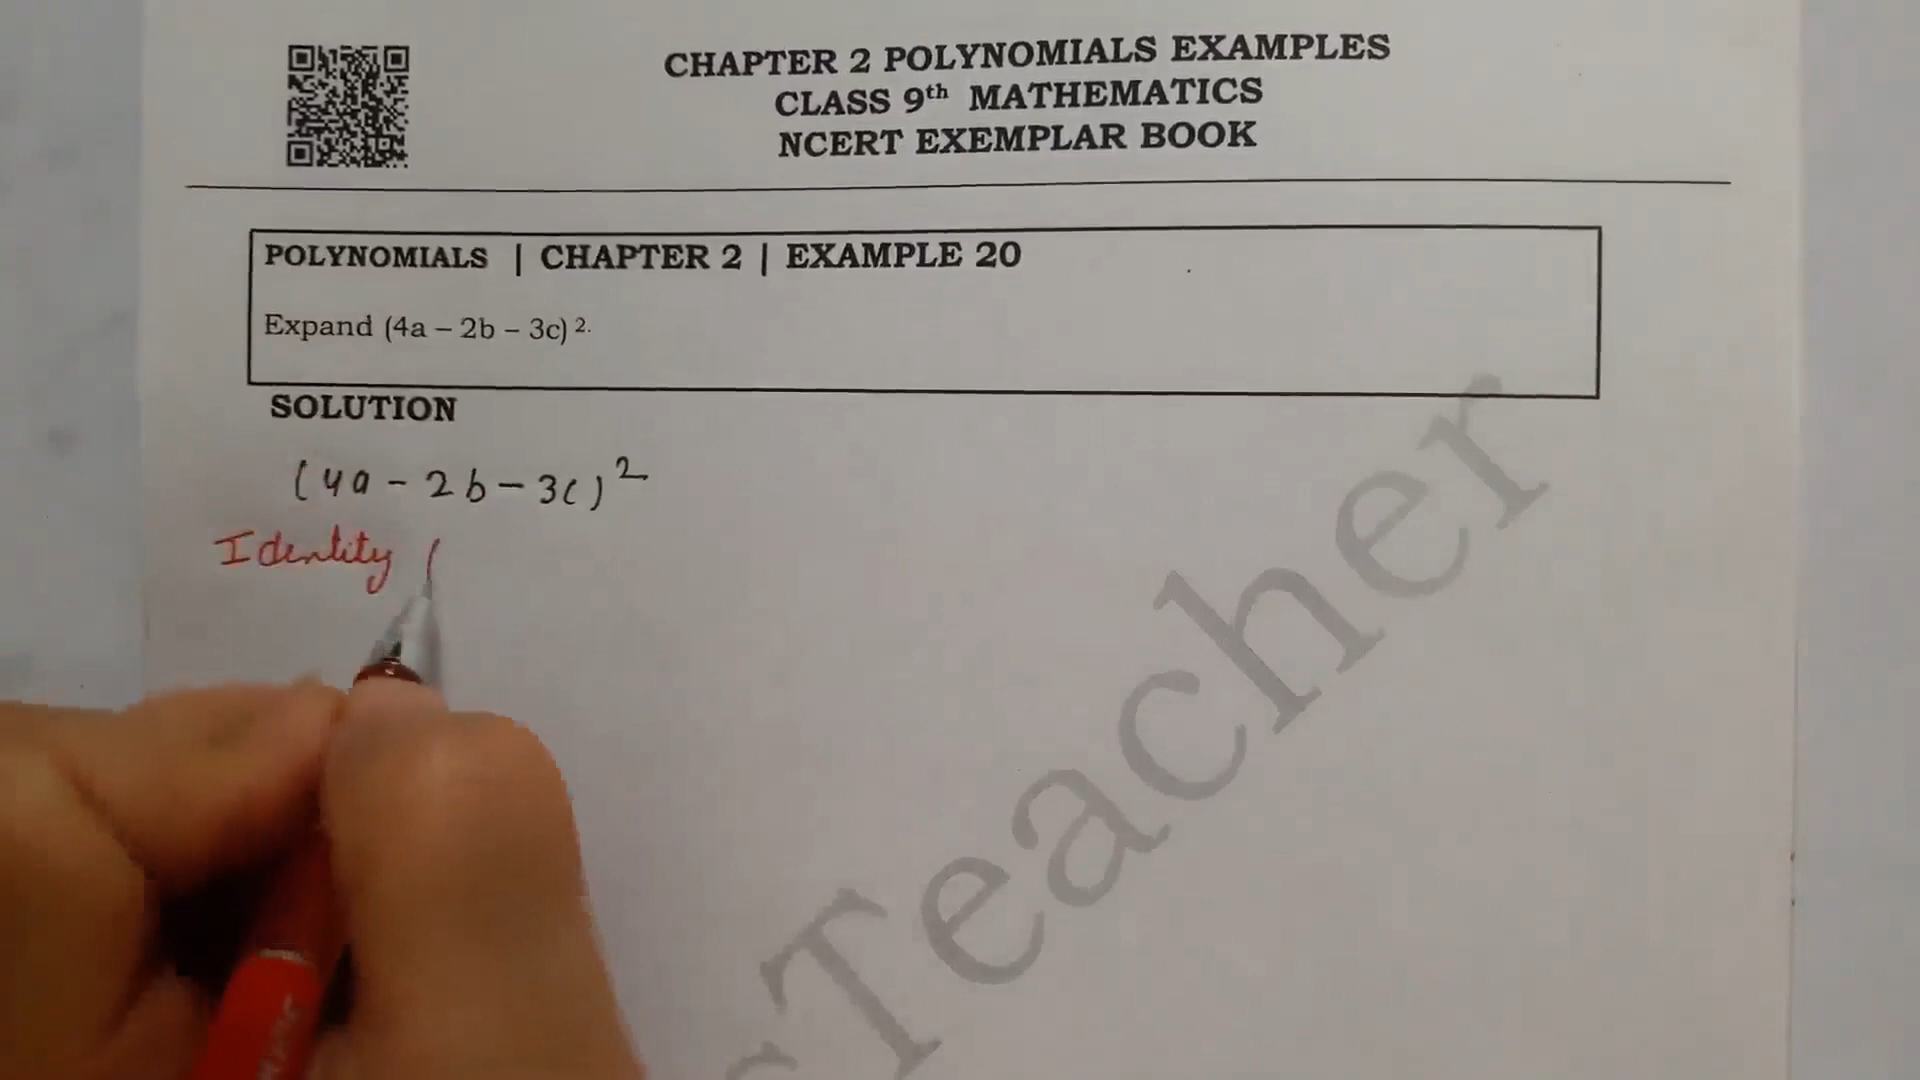 CHAPTER 2 POLYNOMIALS EXAMPLES
CLASS 9th MATHEMATICS
NCERT EXEMPLAR BOOK
POLYNOMIALS | CHAPTER 2 | EXAMPLE 20
Expand (4a – 2b – 3c) 2.
SOLUTION
(4a - 2b - 3c)²
Identity (
Teacher